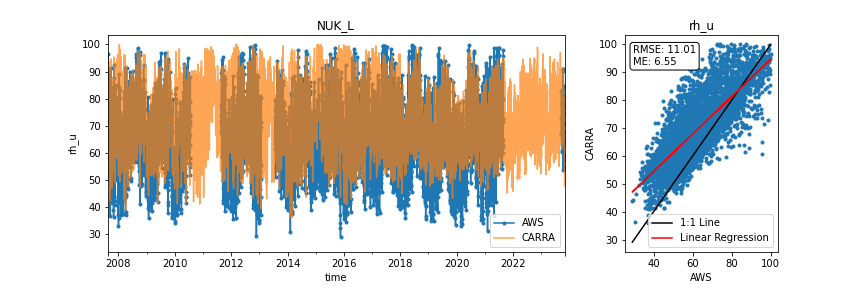 NUK_L
rh_u
100
90
80
70
60
50
40
30
rh_u
2008
2010
2012
2014
2016
2018
2020
2022
time
AWS
CARRA
rh_u
RMSE: 11.01
ME: 6.55
100
90
80
70
60
50
40
30
CARRA
40
60
80
100
AWS
1:1 Line
Linear Regression